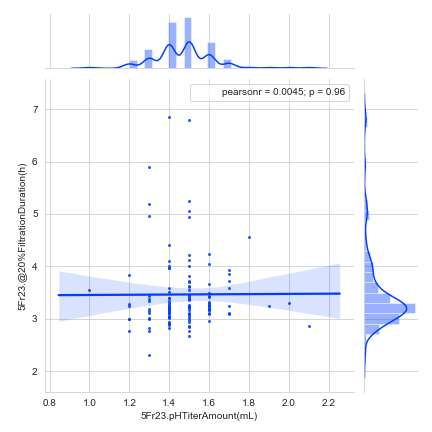 pearsonr = 0.0045; p = 0.96
7
6
5
4
3
2
5Fr23.@20%FiltrationDuration(h)
0.8 1.0 1.2 1.4 1.6 1.8 2.0 2.2
5Fr23.pHTiterAmount(mL)